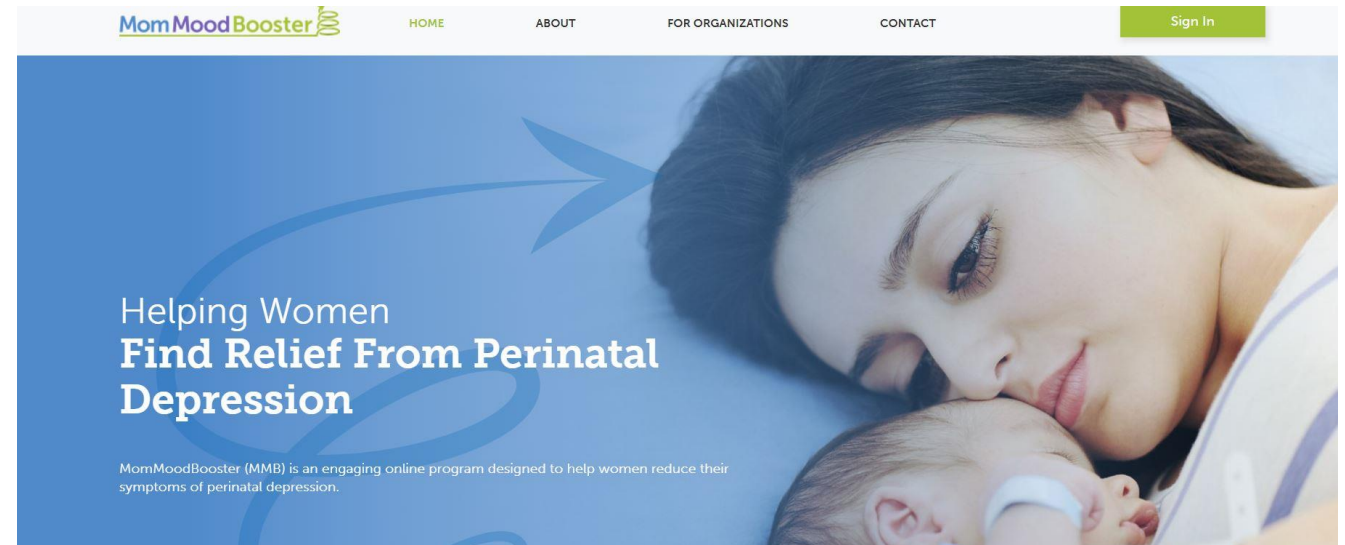 MomMoodBooster
HOME
ABOUT
FOR ORGANIZATIONS
CONTACT
Sign In
Helping Women
Find Relief From Perinatal
Depression
MomMoodBooster (MMB) is an engaging online program designed to help women reduce their
symptoms of perinatal depression.